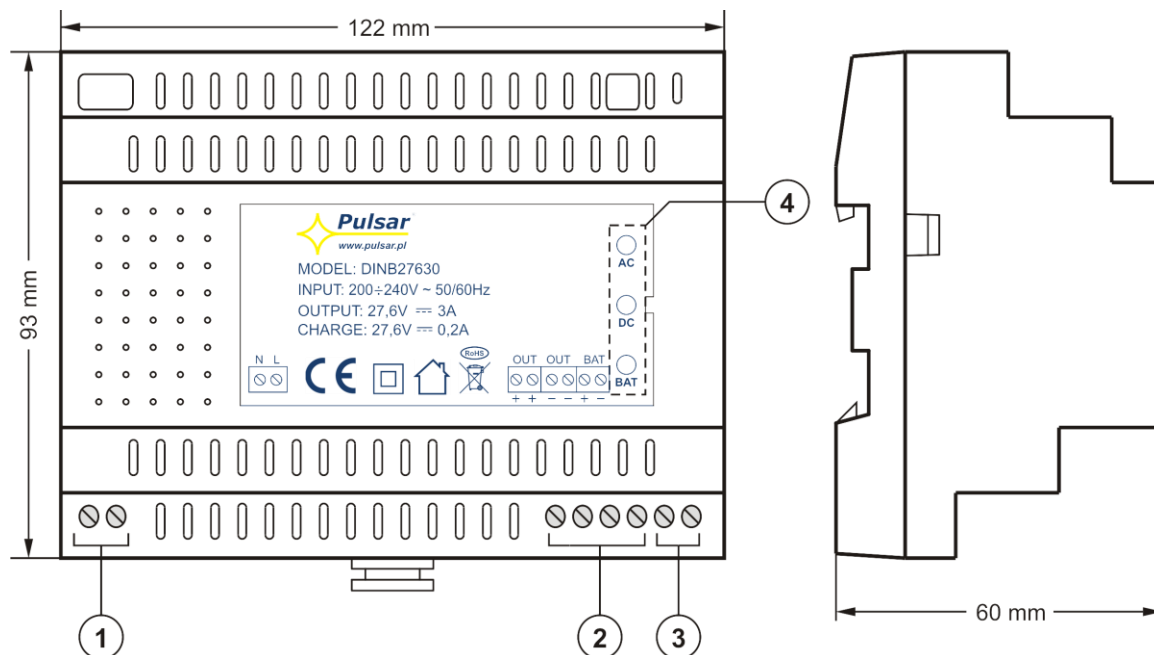 122 mm
93 mm
Pulsar
www.pulsar.pl
MODEL: DINB27630
INPUT: 200÷240V ~ 50/60Hz
OUTPUT: 27,6V ⎓ 3A
CHARGE: 27,6V ⎓ 0,2A
N L
CE
RoHS
OUT OUT BAT
+ + − − + −
AC
DC
BAT
4
1
2
3
60 mm